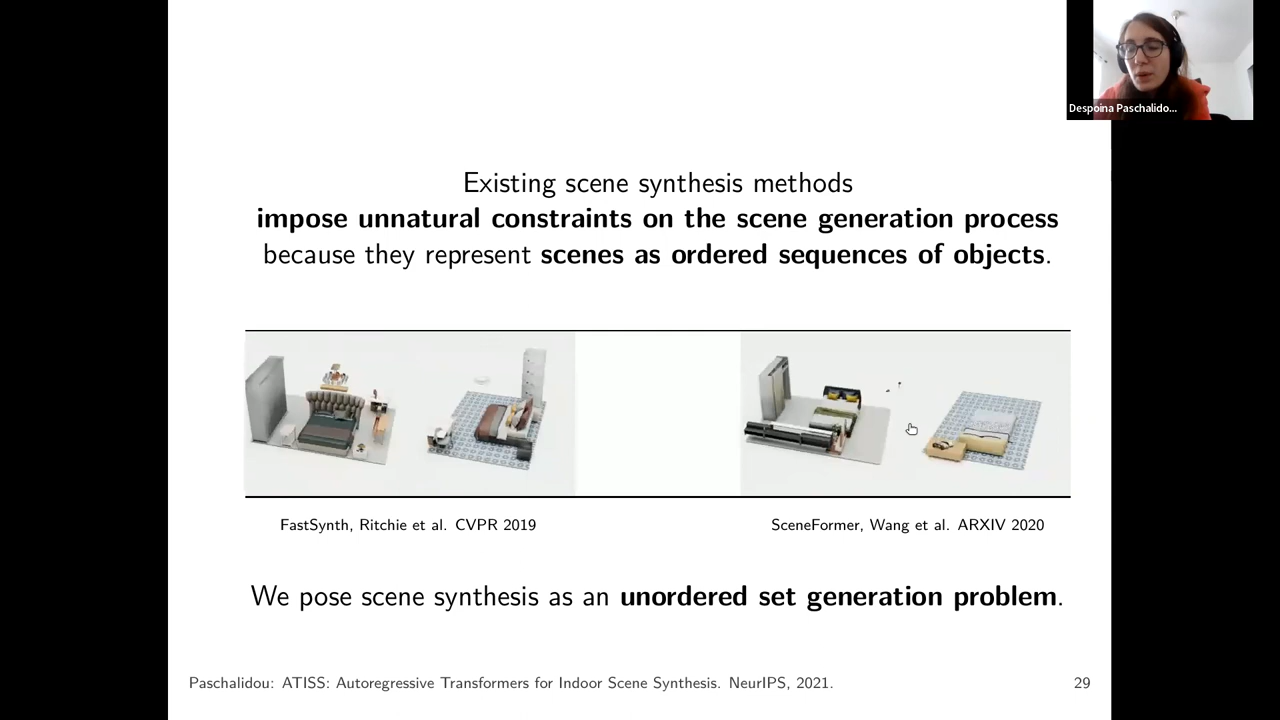 Despoina Paschalido...
Existing scene synthesis methods
impose unnatural constraints on the scene generation process
because they represent scenes as ordered sequences of objects.
FastSynth, Ritchie et al. CVPR 2019
SceneFormer, Wang et al. ARXIV 2020
We pose scene synthesis as an unordered set generation problem.
Paschalidou: ATISS: Autoregressive Transformers for Indoor Scene Synthesis. NeurIPS, 2021.
29